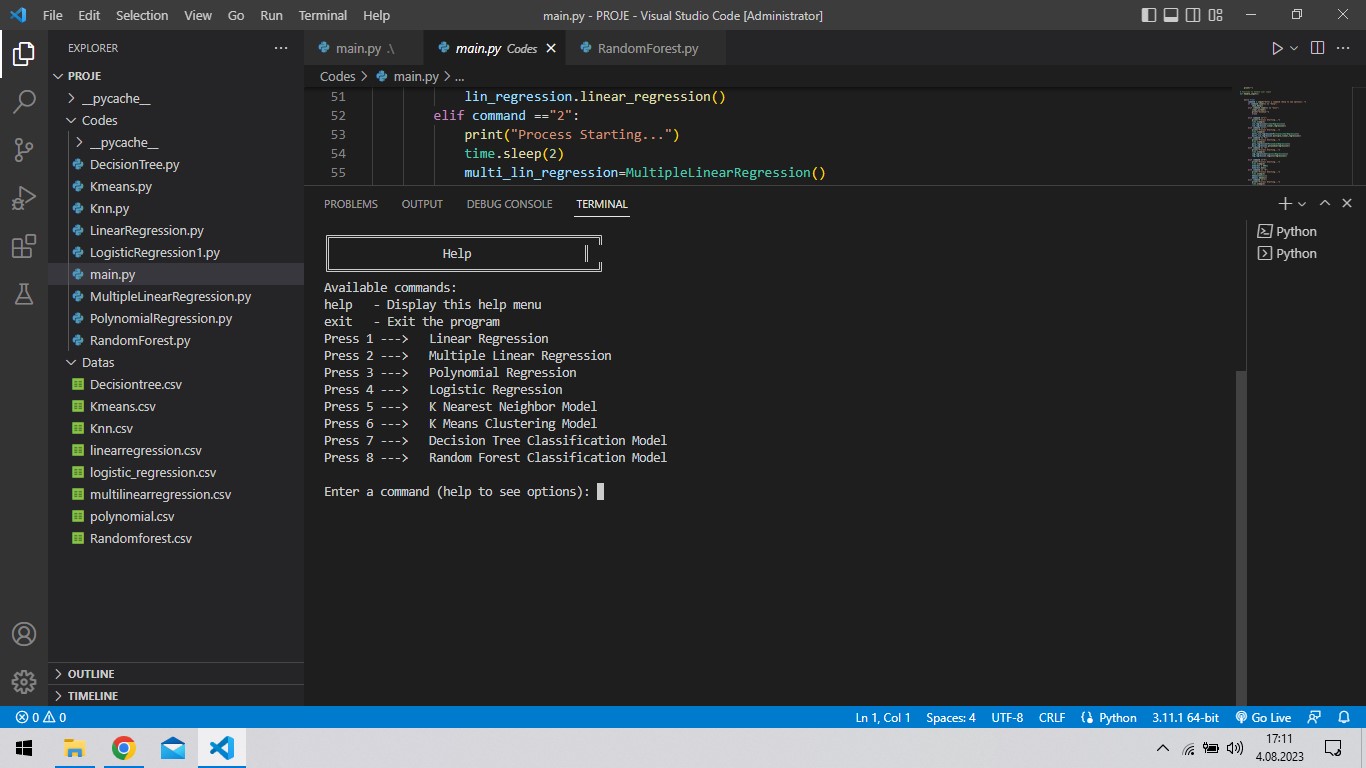 File Edit Selection View Go Run Terminal Help
main.py - PROJE - Visual Studio Code [Administrator]
EXPLORER
PROJE
__pycache__
Codes
__pycache__
DecisionTree.py
Kmeans.py
Knn.py
LinearRegression.py
LogisticRegression1.py
main.py
MultipleLinearRegression.py
PolynomialRegression.py
RandomForest.py
Datas
Decisiontree.csv
Kmeans.csv
Knn.csv
linearregression.csv
logistic_regression.csv
multilinearregression.csv
polynomial.csv
Randomforest.csv
OUTLINE
TIMELINE
main.py .\
main.py Codes
RandomForest.py
Codes > main.py > ...
51 lin_regression.linear_regression()
52 elif command =="2":
53 print("Process Starting...")
54 time.sleep(2)
55 multi_lin_regression=MultipleLinearRegression()
PROBLEMS OUTPUT DEBUG CONSOLE TERMINAL
Help
Available commands:
help - Display this help menu
exit - Exit the program
Press 1 ---> Linear Regression
Press 2 ---> Multiple Linear Regression
Press 3 ---> Polynomial Regression
Press 4 ---> Logistic Regression
Press 5 ---> K Nearest Neighbor Model
Press 6 ---> K Means Clustering Model
Press 7 ---> Decision Tree Classification Model
Press 8 ---> Random Forest Classification Model
Enter a command (help to see options):
Python
Python
0 0
Ln 1, Col 1 Spaces: 4 UTF-8 CRLF Python 3.11.1 64-bit Go Live
17:11
4.08.2023